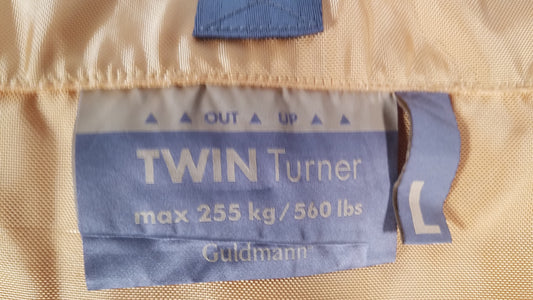 ▲ ▲ OUT ▲ UP ▲ ▲
TWIN Turner
max 255 kg/560 lbs
Guldmann
L